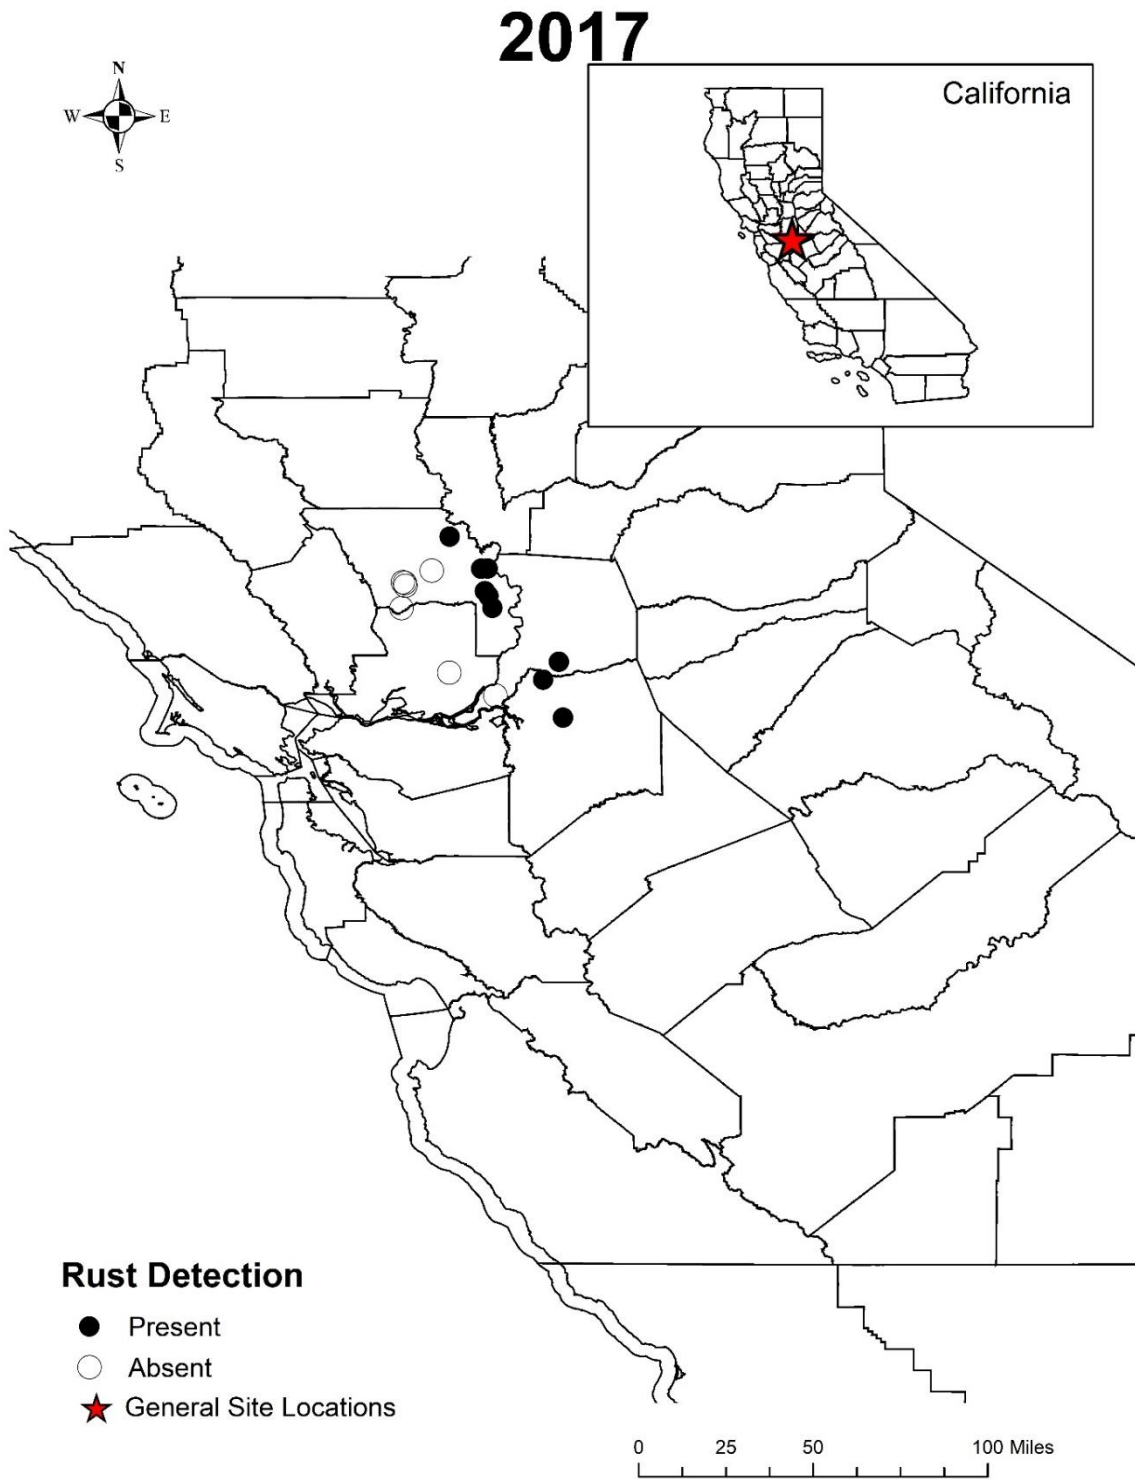 2017
N
W E
S
California
Rust Detection
Present
Absent
General Site Locations
0 25 50 100 Miles